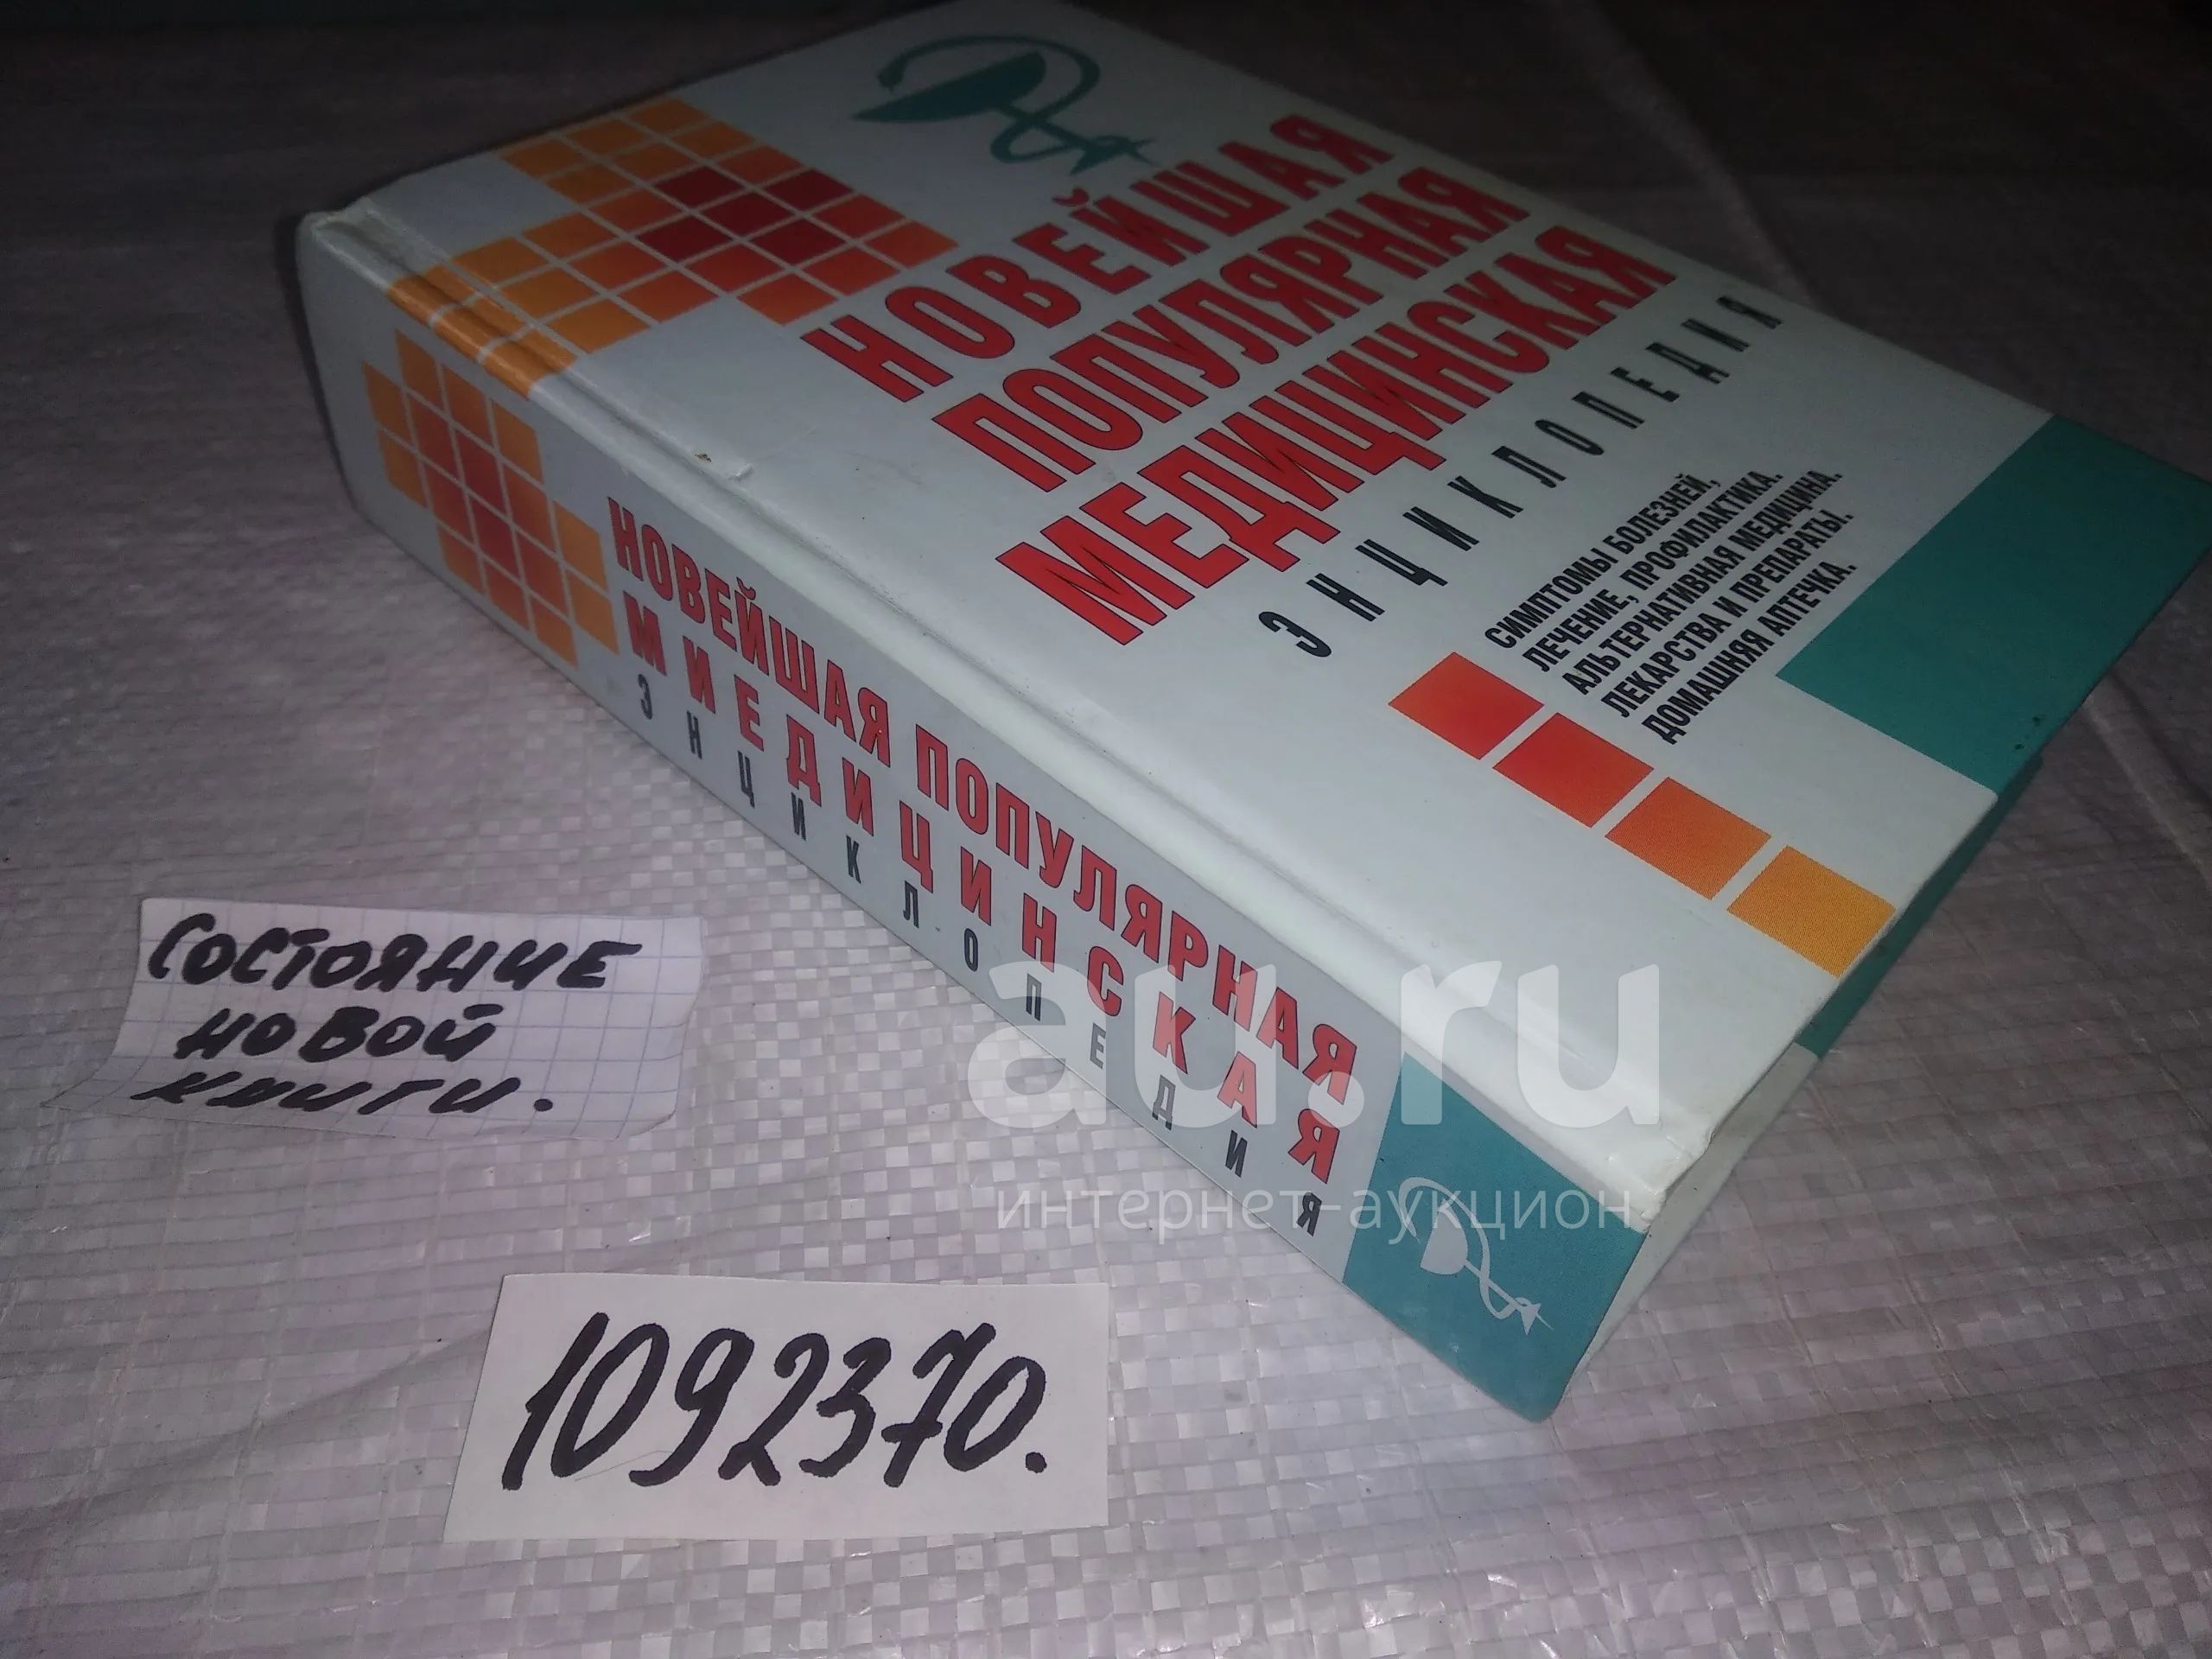 НОВЕЙШАЯ
ПОПУЛЯРНАЯ
МЕДИЦИНСКАЯ
ЭНЦИКЛОПЕДИЯ
СИМПТОМЫ БОЛЕЗНЕЙ,
ЛЕЧЕНИЕ, ПРОФИЛАКТИКА.
АЛЬТЕРНАТИВНАЯ МЕДИЦИНА.
ЛЕКАРСТВА И ПРЕПАРАТЫ.
ДОМАШНЯЯ АПТЕЧКА.
НОВЕЙШАЯ ПОПУЛЯРНАЯ
МИЕДИЦИНСКАЯ
ЭНЦИКЛОПЕДИЯ
СОСТОЯНИЕ
НОВОЙ
КНИГИ.
1092370.
au.ru
интернет-аукцион